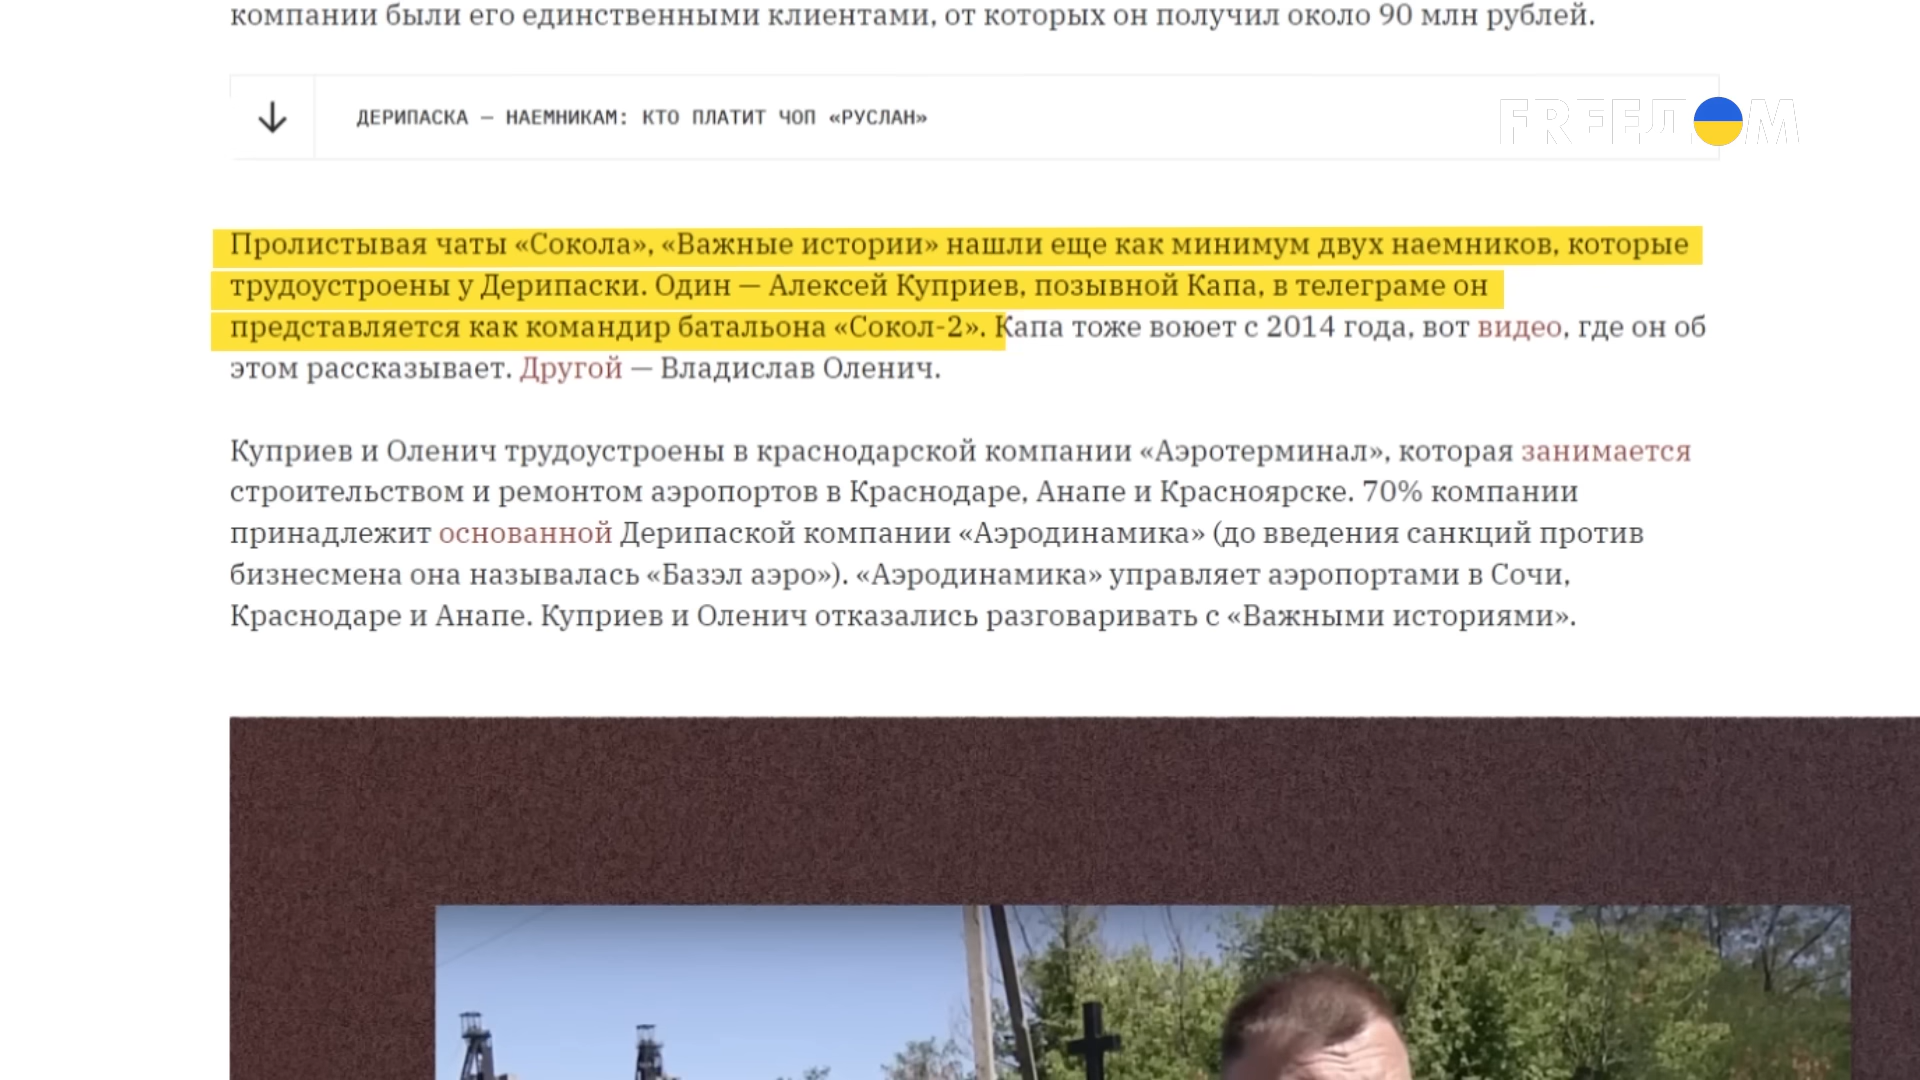 компании были его единственными клиентами, от которых он получил около 90 млн рублей.
ДЕРИПАСКА — НАЕМНИКАМ: КТО ПЛАТИТ ЧОП «РУСЛАН»
FREEДOM
Пролистывая чаты «Сокола», «Важные истории» нашли еще как минимум двух наемников, которые
трудоустроены у Дерипаски. Один — Алексей Куприев, позывной Капа, в телеграме он
представляется как командир батальона «Сокол-2». Капа тоже воюет с 2014 года, вот видео, где он об
этом рассказывает. Другой — Владислав Оленич.
Куприев и Оленич трудоустроены в краснодарской компании «Аэротерминал», которая занимается
строительством и ремонтом аэропортов в Краснодаре, Анапе и Красноярске. 70% компании
принадлежит основанной Дерипаской компании «Аэродинамика» (до введения санкций против
бизнесмена она называлась «Базэл аэро»). «Аэродинамика» управляет аэропортами в Сочи,
Краснодаре и Анапе. Куприев и Оленич отказались разговаривать с «Важными историями».